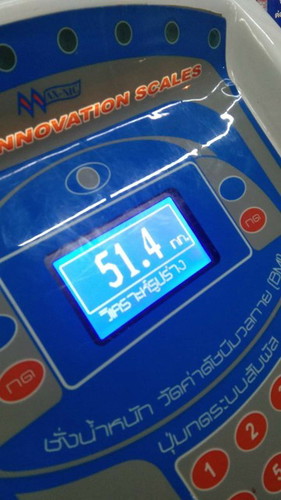 INNOVATION SCALES
กด
51.4 กก.
วิเคราะห์รูปร่าง
กด
ชั่งน้ำหนัก วัดค่าดัชนีมวลกาย (BMI)
ปุ่มกดระบบสัมผัส
1 2
5